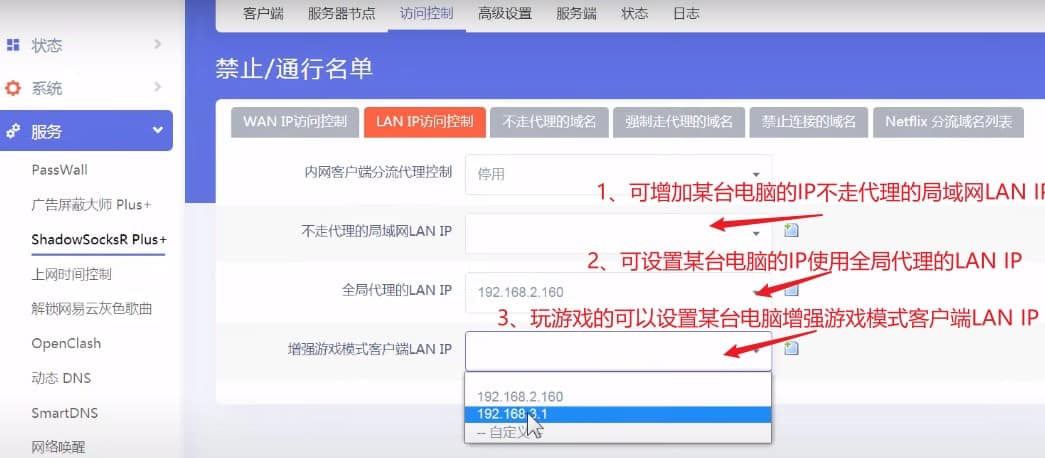 客户端 服务器节点 访问控制 高级设置 服务端 状态 日志
状态
系统
服务
PassWall
广告屏蔽大师 Plus+
ShadowSocksR Plus+
上网时间控制
解锁网易云灰色歌曲
OpenClash
动态 DNS
SmartDNS
网络唤醒
禁止/通行名单
WAN IP访问控制 LAN IP访问控制 不走代理的域名 强制走代理的域名 禁止连接的域名 Netflix 分流域名列表
内网客户端分流代理控制 停用
1、可增加某台电脑的IP不走代理的局域网LAN IP
不走代理的局域网LAN IP
2、可设置某台电脑的IP使用全局代理的LAN IP
全局代理的LAN IP 192.168.2.160
3、玩游戏的可以设置某台电脑增强游戏模式客户端LAN IP
增强游戏模式客户端LAN IP
192.168.2.160
192.168.3.1
-- 自定义